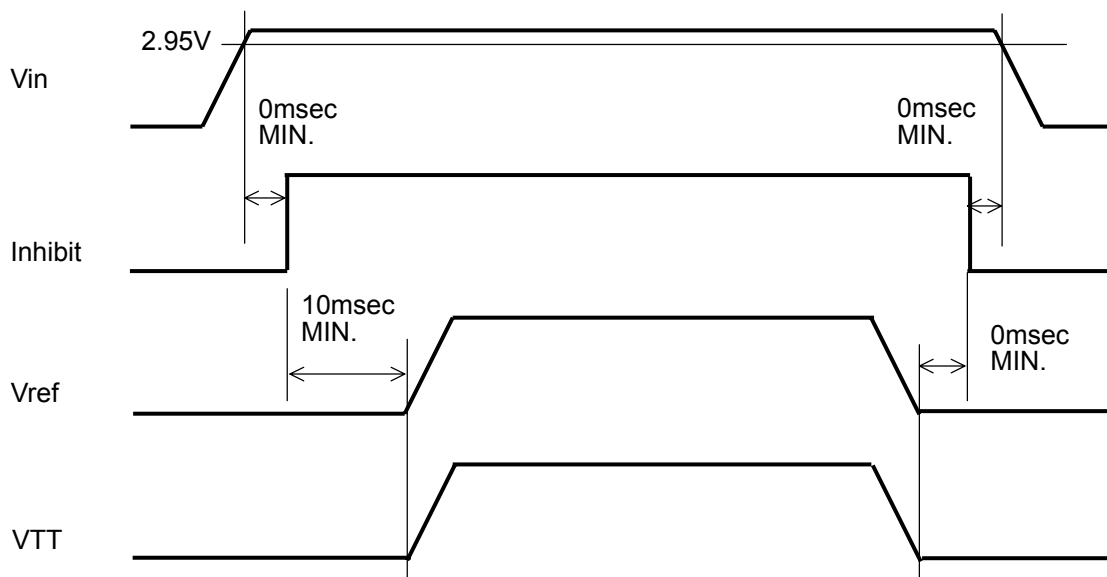 2.95V
Vin
0msec
MIN.
0msec
MIN.
Inhibit
10msec
MIN.
0msec
MIN.
Vref
VTT